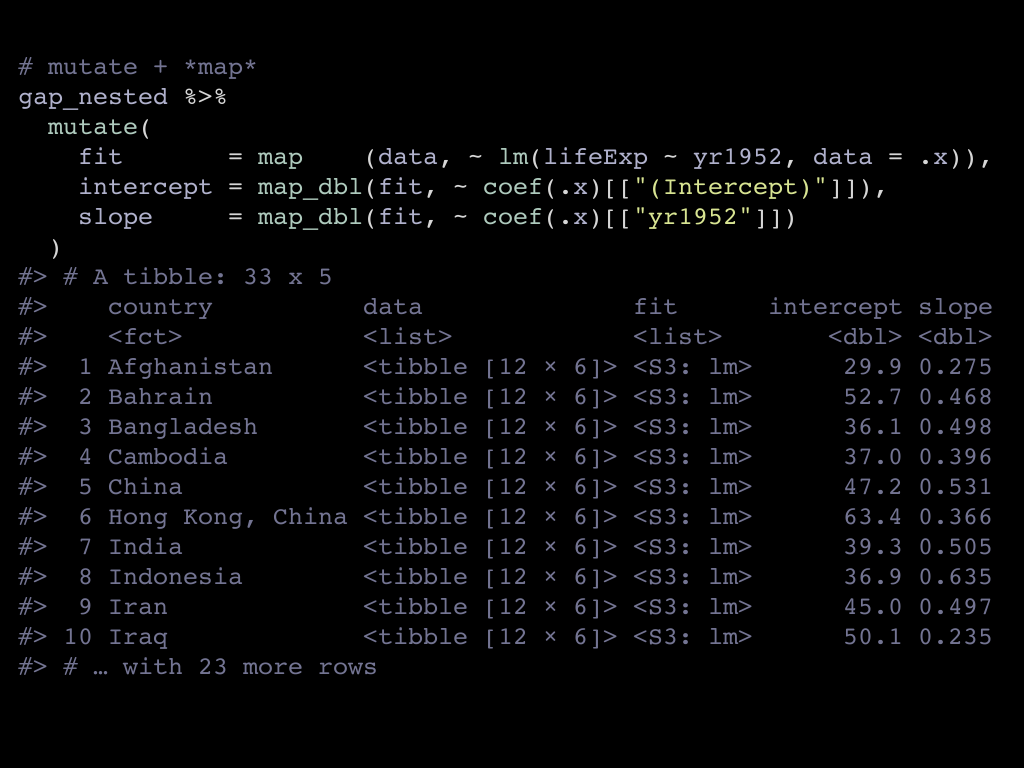 # mutate + *map*
gap_nested %>%
  mutate(
    fit       = map    (data, ~ lm(lifeExp ~ yr1952, data = .x)),
    intercept = map_dbl(fit, ~ coef(.x)[["(Intercept)"]]),
    slope     = map_dbl(fit, ~ coef(.x)[["yr1952"]])
  )
#> # A tibble: 33 x 5
#>    country          data              fit      intercept slope
#>    <fct>            <list>            <list>       <dbl> <dbl>
#>  1 Afghanistan      <tibble [12 × 6]> <S3: lm>      29.9 0.275
#>  2 Bahrain          <tibble [12 × 6]> <S3: lm>      52.7 0.468
#>  3 Bangladesh       <tibble [12 × 6]> <S3: lm>      36.1 0.498
#>  4 Cambodia         <tibble [12 × 6]> <S3: lm>      37.0 0.396
#>  5 China            <tibble [12 × 6]> <S3: lm>      47.2 0.531
#>  6 Hong Kong, China <tibble [12 × 6]> <S3: lm>      63.4 0.366
#>  7 India            <tibble [12 × 6]> <S3: lm>      39.3 0.505
#>  8 Indonesia        <tibble [12 × 6]> <S3: lm>      36.9 0.635
#>  9 Iran             <tibble [12 × 6]> <S3: lm>      45.0 0.497
#> 10 Iraq             <tibble [12 × 6]> <S3: lm>      50.1 0.235
#> # … with 23 more rows